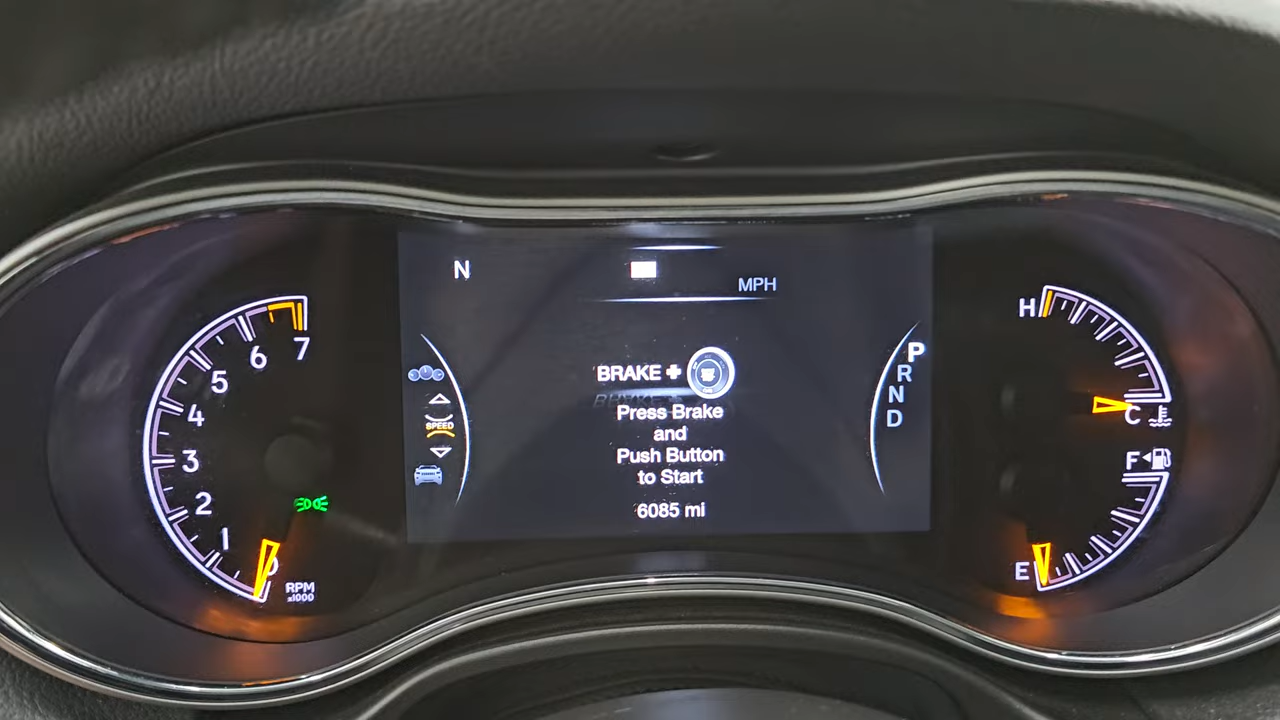 N
MPH
7
6
5
4
3
2
1
0
RPM
x1000
SPEED
BRAKE +
Press Brake
and
Push Button
to Start
6085 mi
P
R
N
D
H
C
F
E